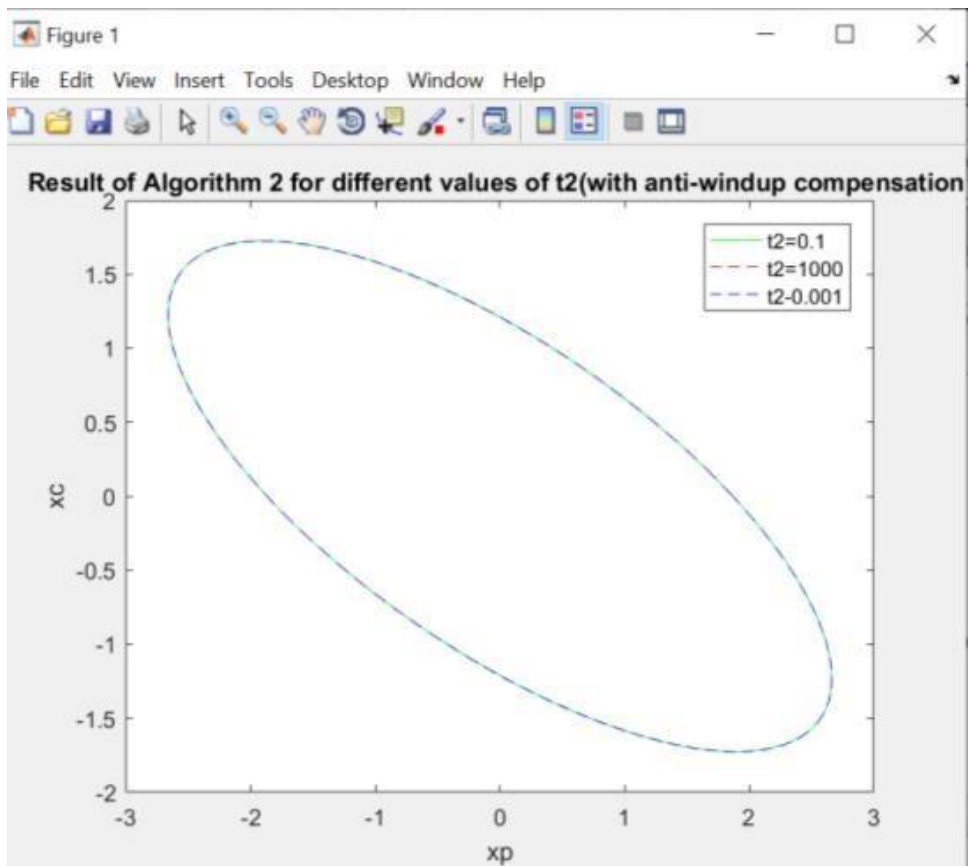 Figure 1
File Edit View Insert Tools Desktop Window Help
Result of Algorithm 2 for different values of t2(with anti-windup compensation
2
1.5
1
0.5
0
-0.5
-1
-1.5
-2
t2=0.1
t2=1000
t2-0.001
xc
-3 -2 -1 0 1 2 3
xp